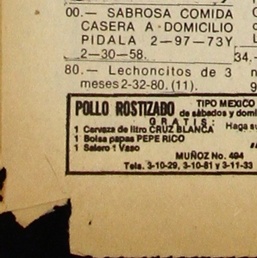 00.— SABROSA COMIDA
CASERA A DOMICILIO
PIDALA 2—97—73 Y
2—30—58.
34.—
80.— Lechoncitos de 3
meses 2-32-80. (11).
POLLO ROSTIZADO TIPO MEXICO
de sábados y domi
GRATIS:
1 Cerveza de litro CRUZ BLANCA Haga su
1 Bolsa papas PEPE RICO
1 Salero 1 Vaso
MUÑOZ No. 494
Tels. 3-10-29, 3-10-81 y 3-11-33